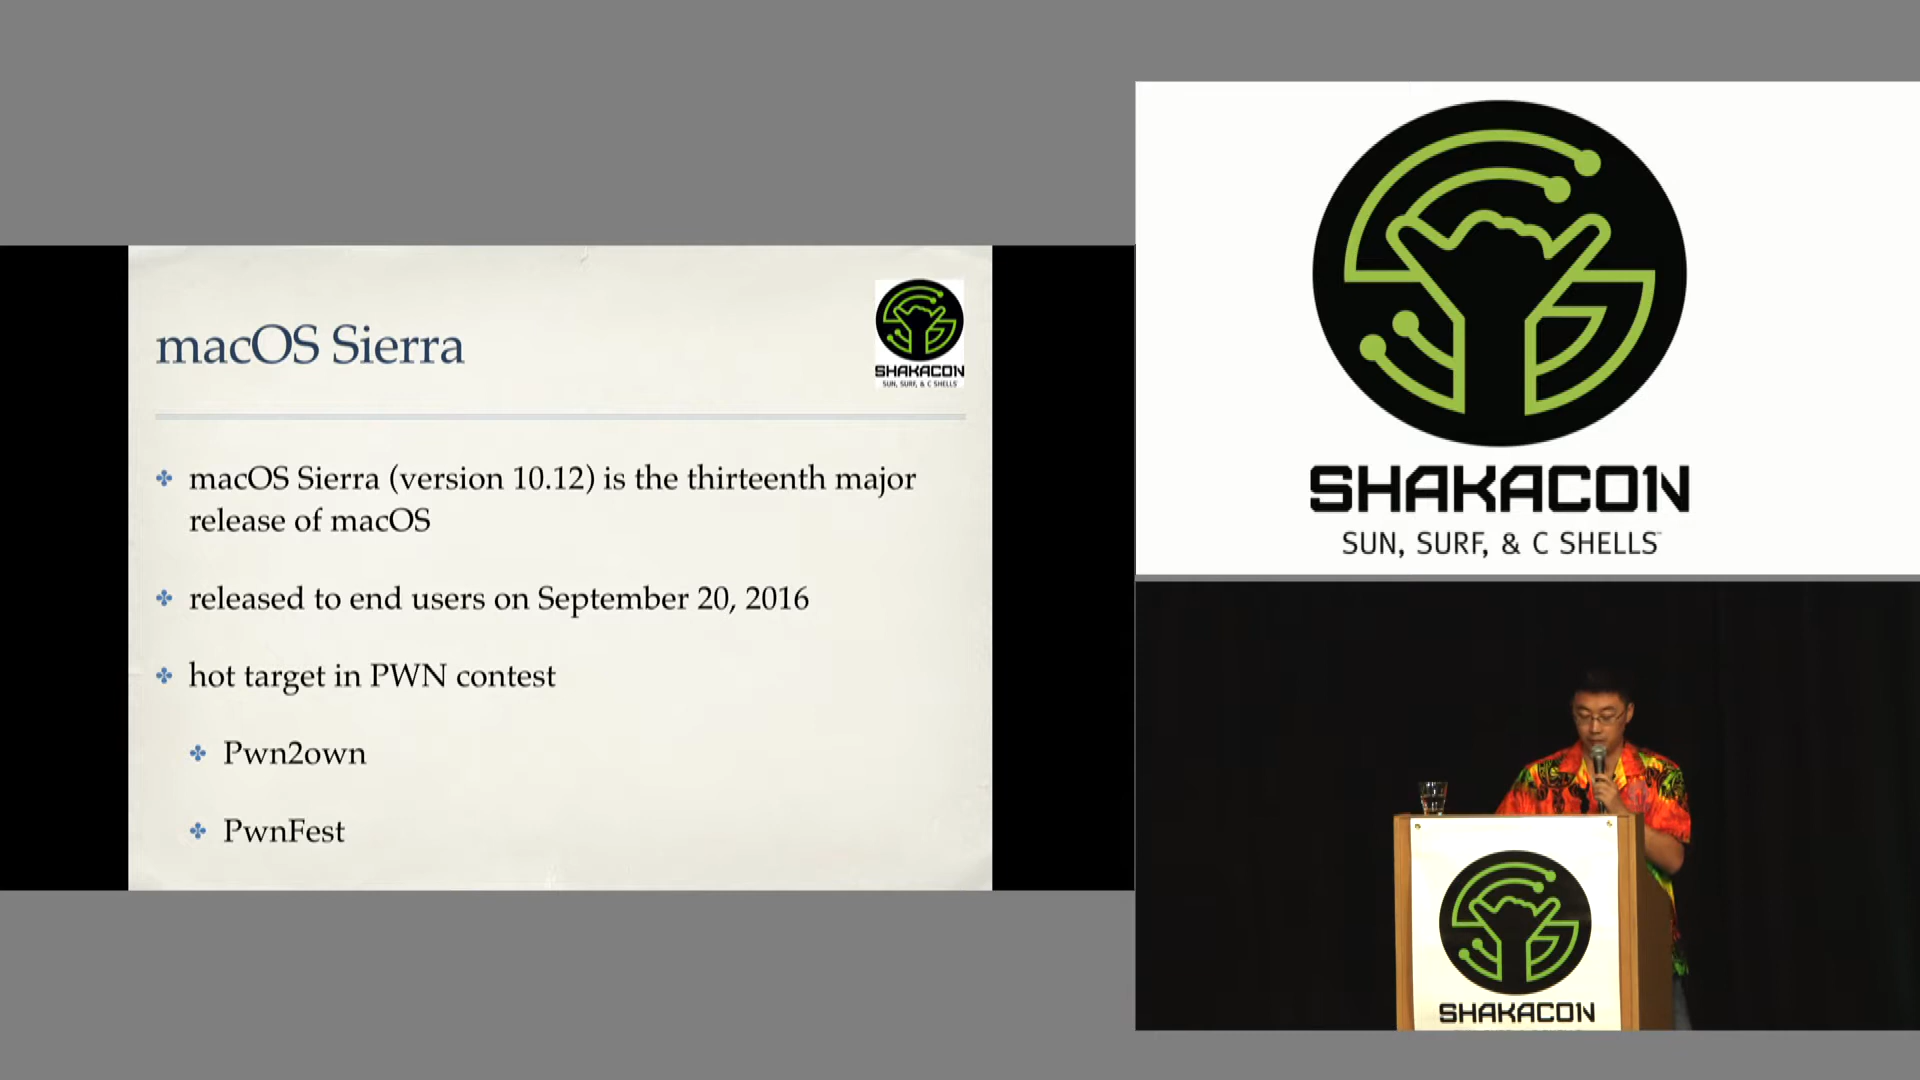 macOS Sierra
SHAKACON
SUN, SURF, & C SHELLS
macOS Sierra (version 10.12) is the thirteenth major
release of macOS
released to end users on September 20, 2016
hot target in PWN contest
Pwn2own
PwnFest
SHAKACON
SUN, SURF, & C SHELLS™
SHAKACON